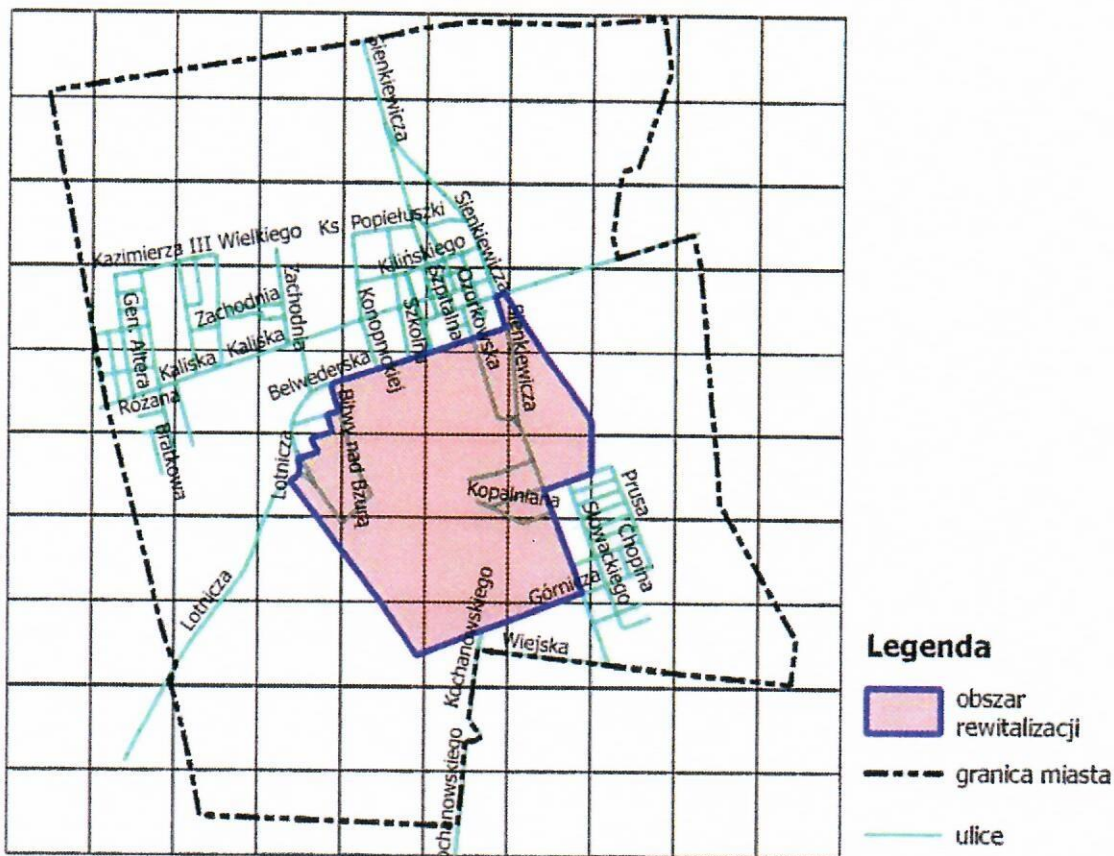 Sienkiewicza
Sienkiewicza
Ks. Popiełuszki
Kazimierza III Wielkiego
Kilińskiego
Zachodnia
Szpitalna
Ozorkowska
Gen. Altera
Zachodnia
Konopnickiej
Szkolna
Sienkiewicza
Kaliska
Kaliska
Belwederska
Różana
Bratkowa
Bitwy nad Bzurą
Lotnicza
Kopalniana
Prusa
Chopina
Słowackiego
Górnicza
Lotnicza
Wiejska
Kochanowskiego
ochanowskiego
Legenda
obszar
rewitalizacji
granica miasta
ulice